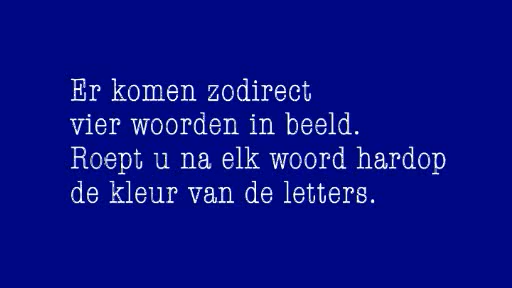 Er komen zodirect
vier woorden in beeld.
Roept u na elk woord hardop
de kleur van de letters.